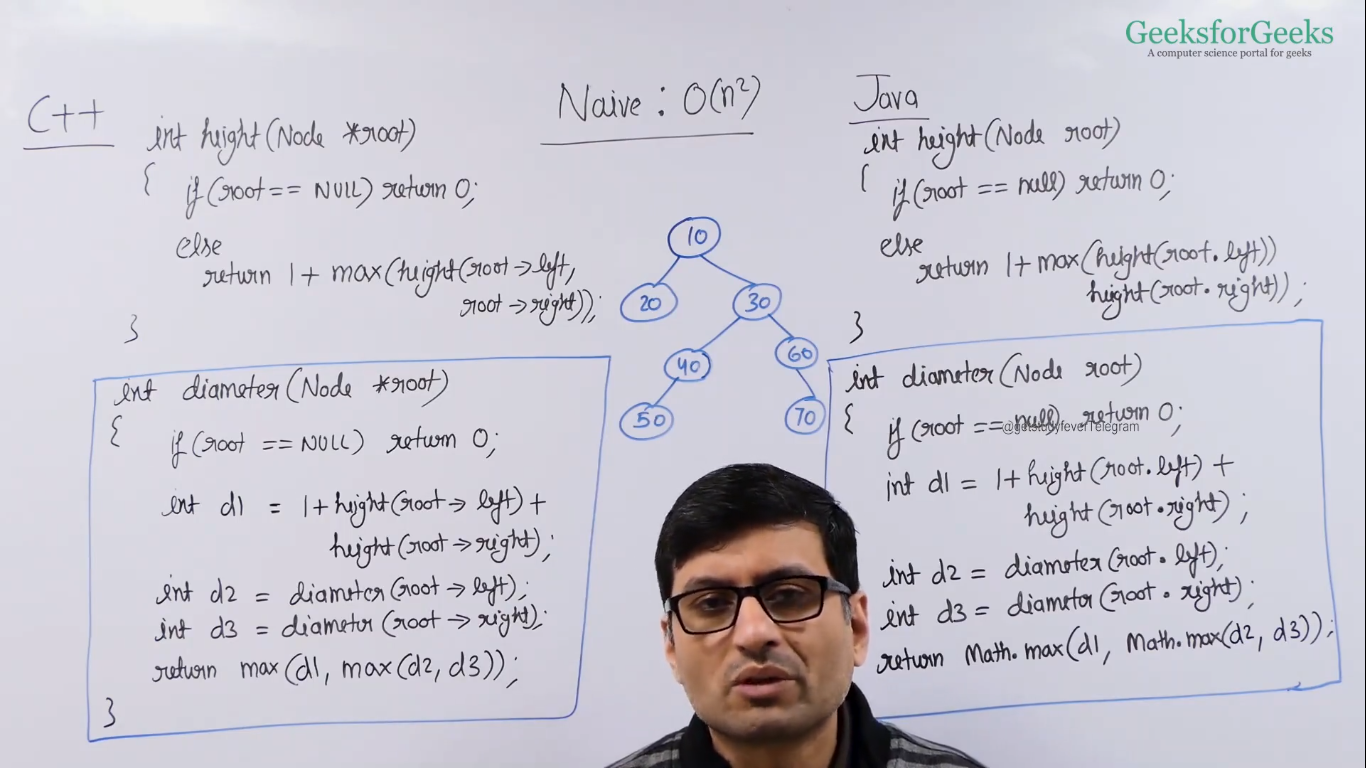 GeeksforGeeks
A computer science portal for geeks
Naive : O(n²)
C++
int height(Node *root)
{
if(root == NULL) return 0;
else
return 1 + max(height(root → left,
root → right));
}
int diameter(Node *root)
{
if(root == NULL) return 0;
int d1 = 1 + height(root → left) +
height(root → right);
int d2 = diameter(root → left);
int d3 = diameter(root → right);
return max(d1, max(d2, d3));
}
10
20
30
40
60
50
70
Java
int height(Node root)
{
if(root == null) return 0;
else
return 1 + max(height(root.left))
height(root.right));
}
int diameter(Node root)
{
if(root == null) return 0;
@getstudyfeverTelegram
int d1 = 1 + height(root.left) +
height(root.right);
int d2 = diameter(root.left);
int d3 = diameter(root.right);
return Math.max(d1, Math.max(d2, d3));